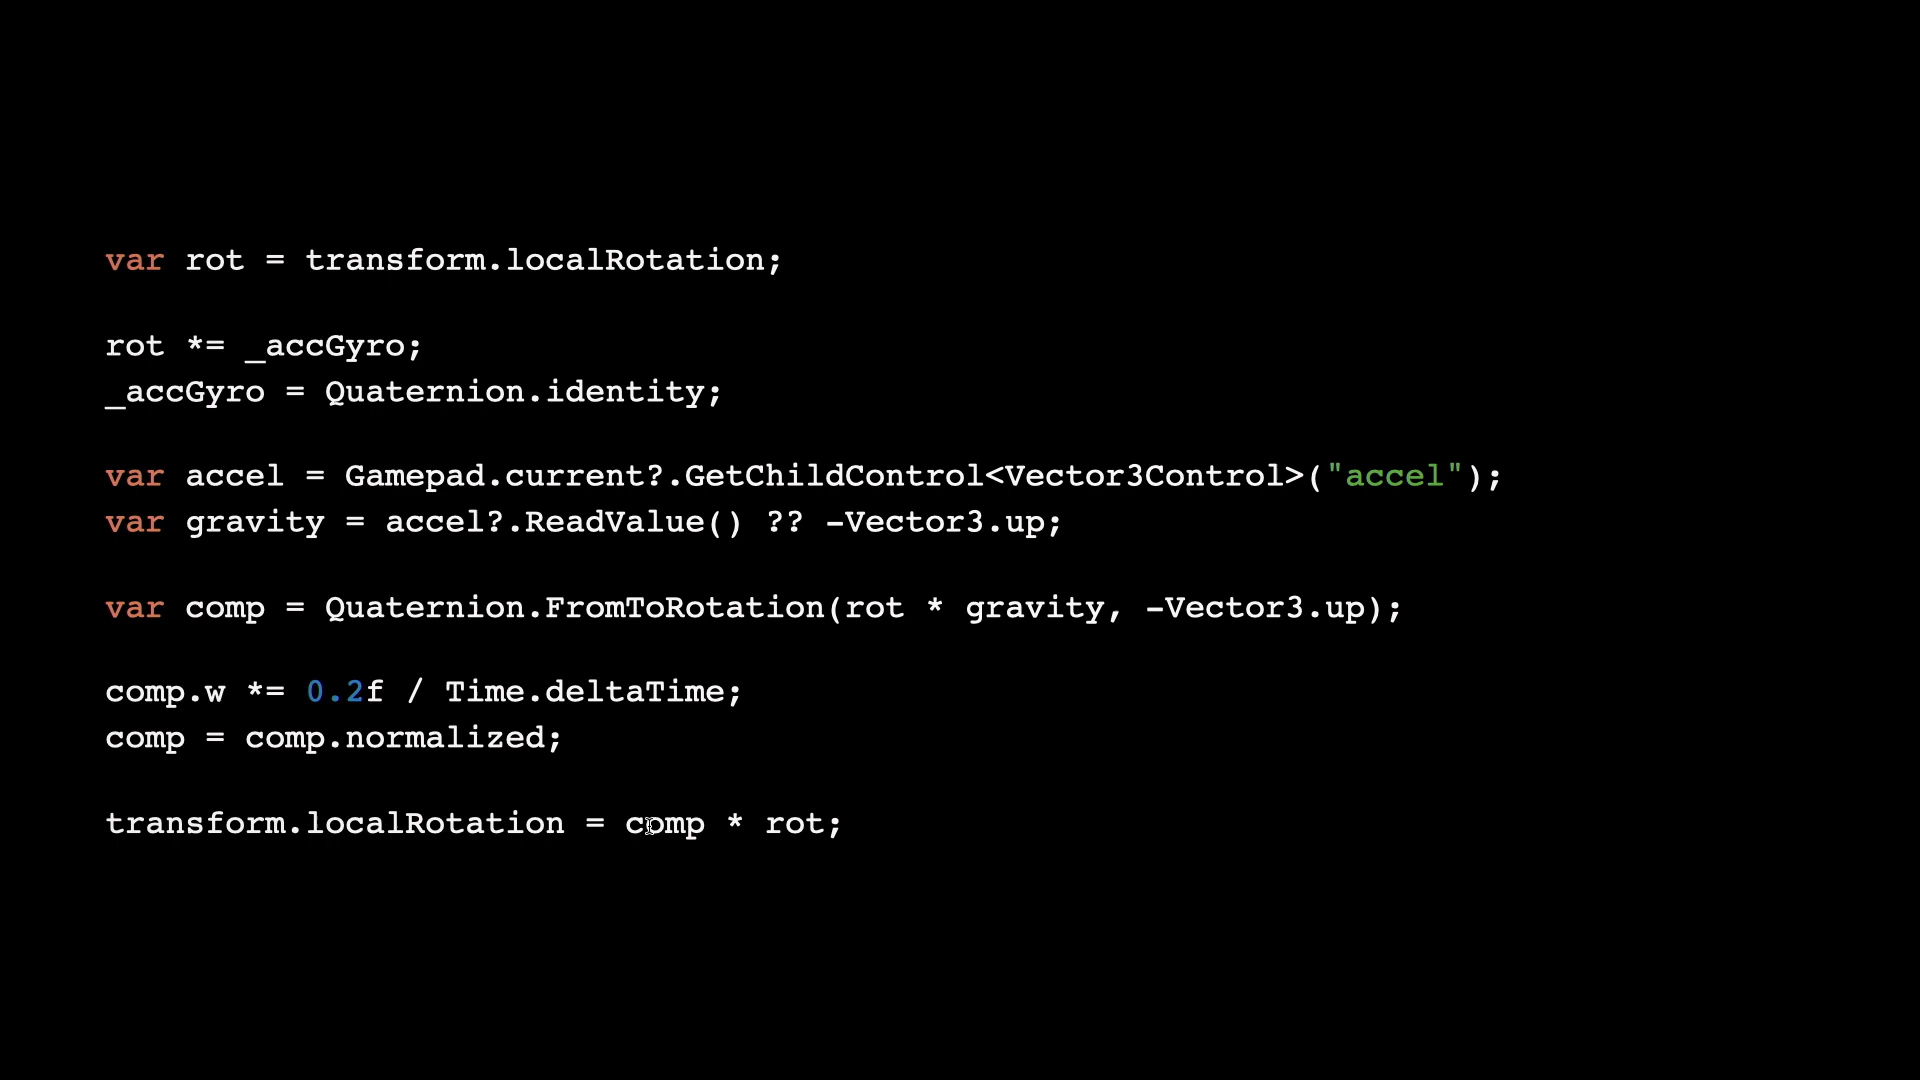 var rot = transform.localRotation;
rot *= _accGyro;
_accGyro = Quaternion.identity;
var accel = Gamepad.current?.GetChildControl<Vector3Control>("accel");
var gravity = accel?.ReadValue() ?? -Vector3.up;
var comp = Quaternion.FromToRotation(rot * gravity, -Vector3.up);
comp.w *= 0.2f / Time.deltaTime;
comp = comp.normalized;
transform.localRotation = comp * rot;